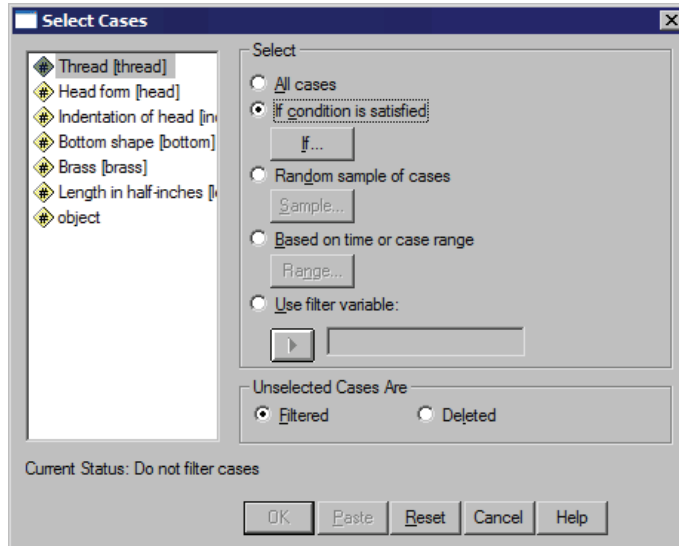 Select Cases
Thread [thread]
Head form [head]
Indentation of head [in
Bottom shape [bottom]
Brass [brass]
Length in half-inches [l
object
Select
All cases
If condition is satisfied
If...
Random sample of cases
Sample...
Based on time or case range
Range...
Use filter variable:
Unselected Cases Are
Filtered
Deleted
Current Status: Do not filter cases
OK
Paste
Reset
Cancel
Help